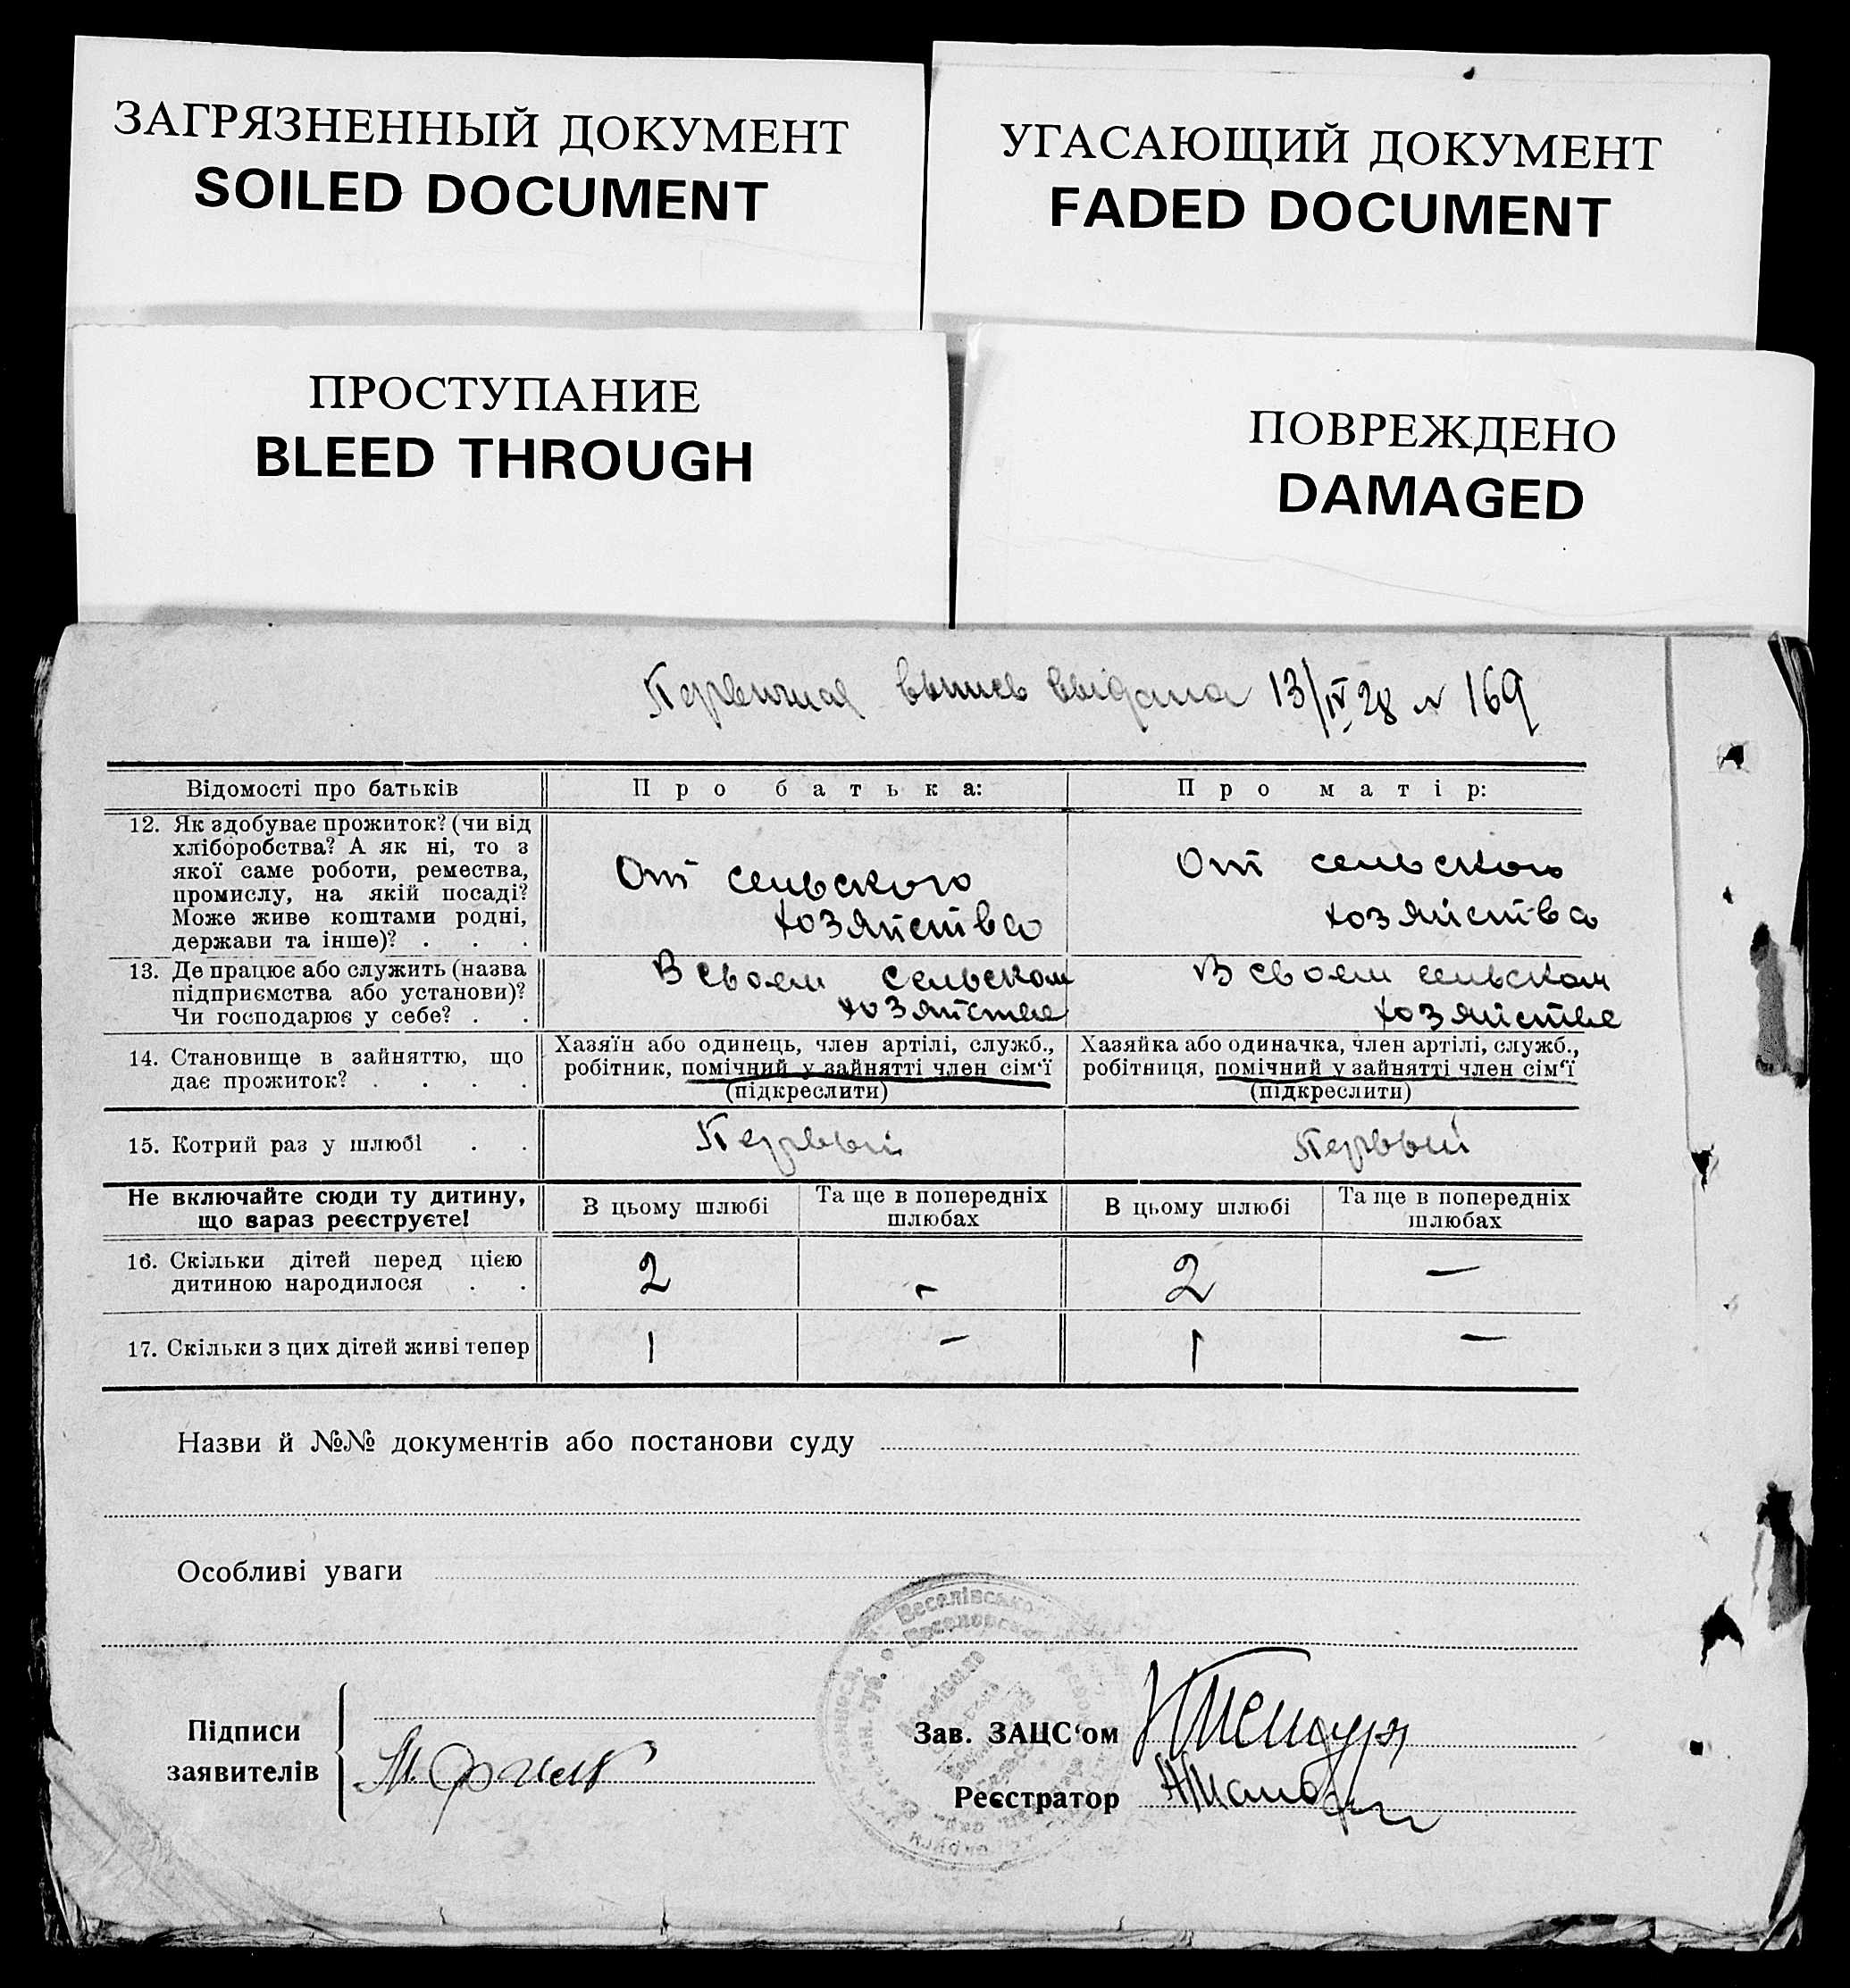 ЗАГРЯЗНЕННЫЙ ДОКУМЕНТ
SOILED DOCUMENT
УГАСАЮЩИЙ ДОКУМЕНТ
FADED DOCUMENT
ПРОСТУПАНИЕ
BLEED THROUGH
ПОВРЕЖДЕНО
DAMAGED
Первичная выпись выдана 13/IV 28 N 169
Відомості про батьків
Про батька:
Про матір:
12. Як здобуває прожиток? (чи від
хліборобства? А як ні, то з
якої саме роботи, ремества,
промислу, на якій посаді?
Може живе коштами родні,
держави та інше)? . . .
От сельского
хозяйства
От сельского
хозяйства
13. Де працює або служить (назва
підприємства або установи)?
Чи господарює у себе? . .
В своем сельском
хозяйстве
В своем сельском
хозяйстве
14. Становище в зайняттю, що
дає прожиток? . . . .
Хазяїн або одинець, член артілі, служб.,
робітник, помічний у зайнятті член сім'ї
(підкреслити)
Хазяйка або одиначка, член артілі, служб.,
робітниця, помічний у зайнятті член сім'ї
(підкреслити)
15. Котрий раз у шлюбі . .
Первый
Первый
Не включайте сюди ту дитину,
що вараз реєструєте!
В цьому шлюбі
Та ще в попередніх
шлюбах
В цьому шлюбі
Та ще в попередніх
шлюбах
16. Скільки дітей перед цією
дитиною народилося . .
2 - 2 -
17. Скільки з цих дітей живі тепер
1 - 1 -
Назви й №№ документів або постанови суду
Особливі уваги
Веселівського
Підписи
заявителів
Зав. ЗАЦС'ом
Реєстратор